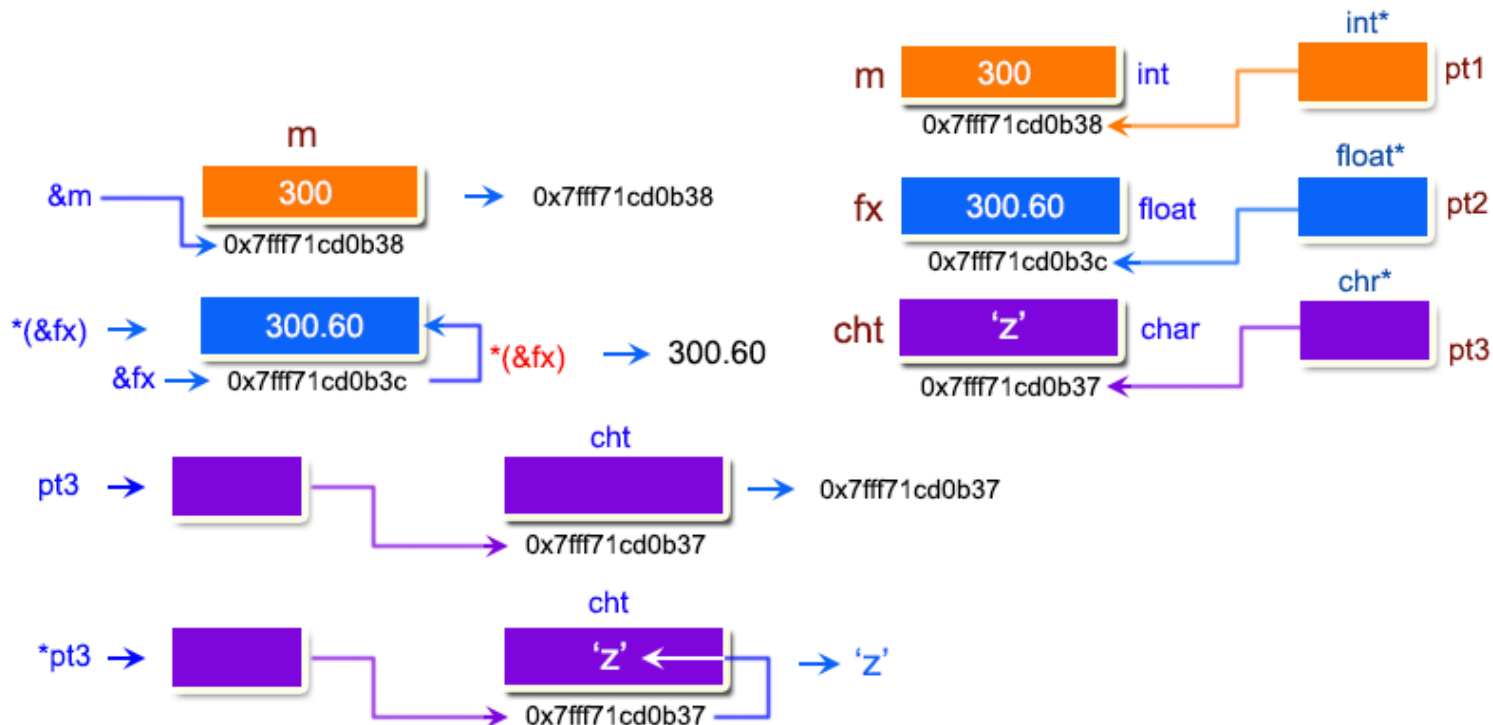 m
&m
300
0x7fff71cd0b38
0x7fff71cd0b38
*(&fx)
300.60
*(&fx)
300.60
&fx
0x7fff71cd0b3c
cht
pt3
0x7fff71cd0b37
0x7fff71cd0b37
cht
*pt3
‘z’
‘z’
0x7fff71cd0b37
int*
m
300
int
pt1
0x7fff71cd0b38
float*
fx
300.60
float
pt2
0x7fff71cd0b3c
chr*
cht
‘z’
char
pt3
0x7fff71cd0b37